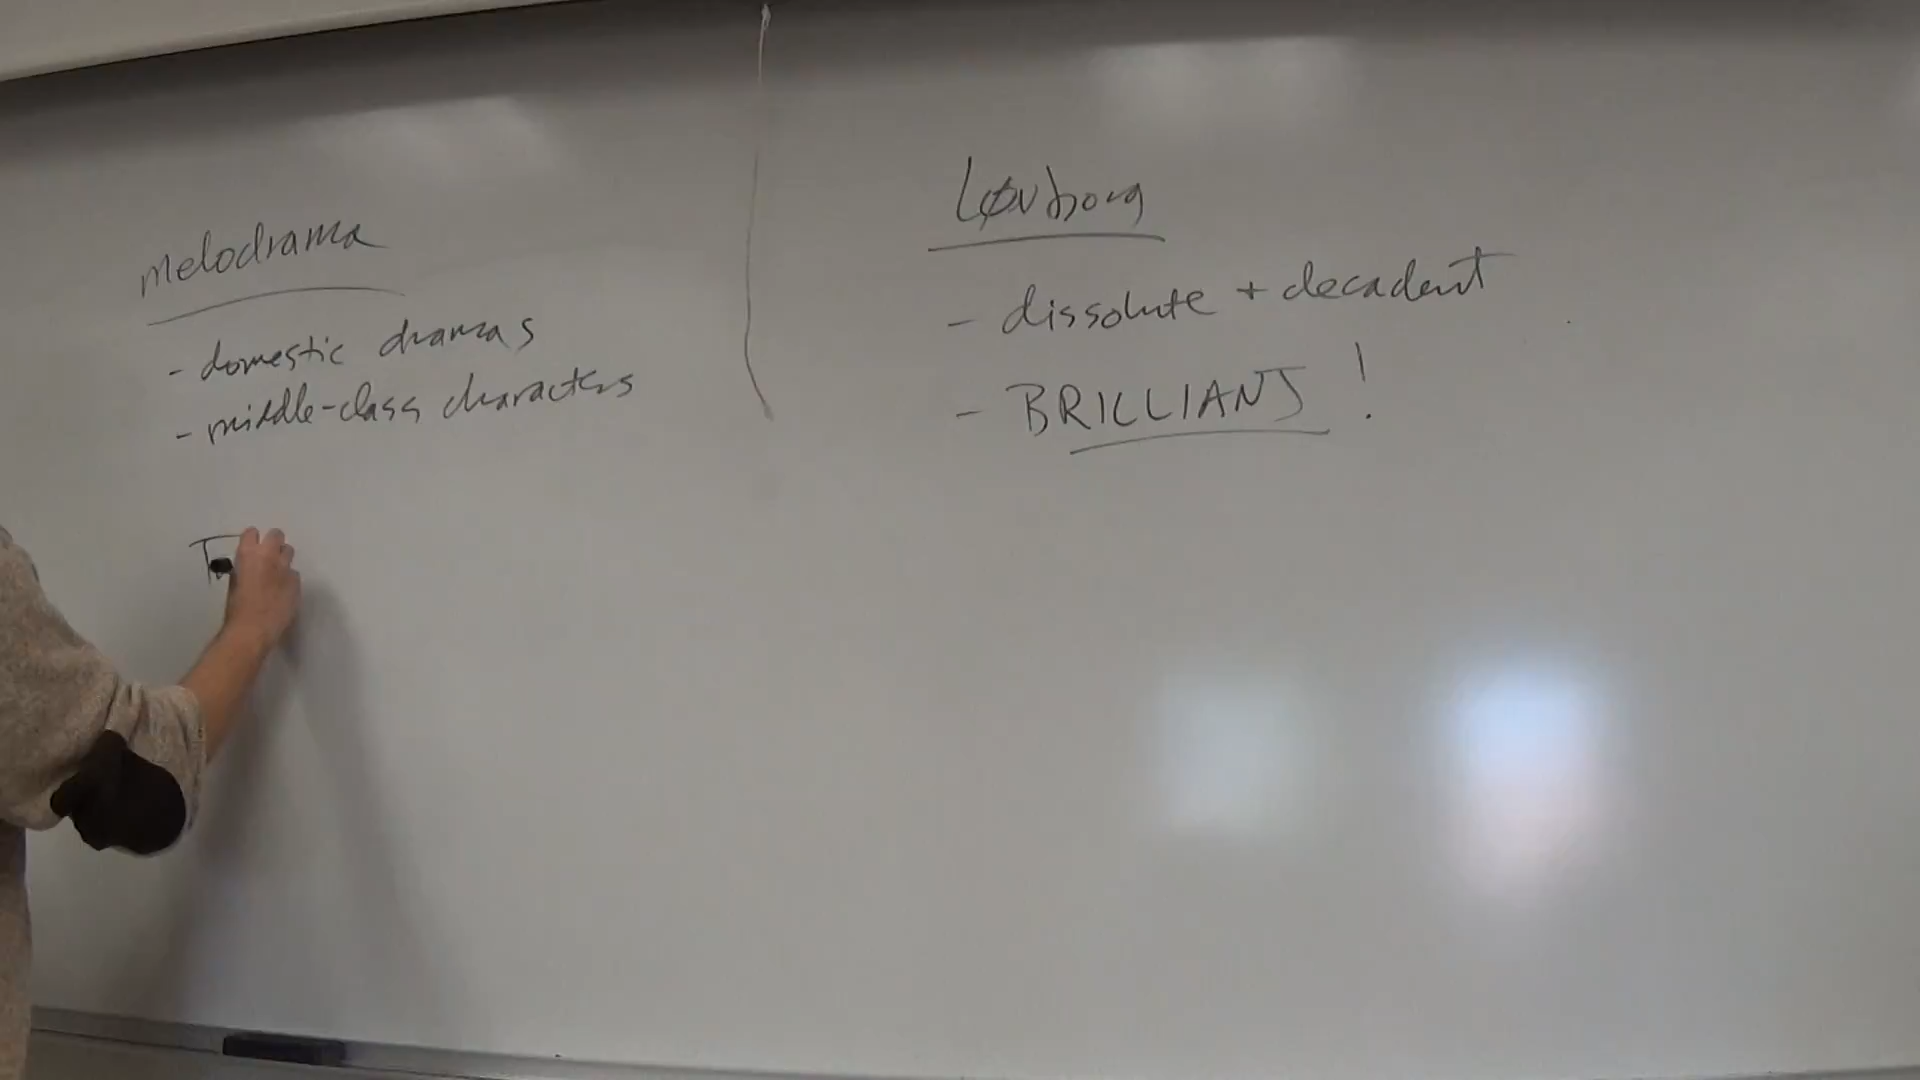 melodrama
- domestic dramas
- middle-class characters
T
Løvborg
- dissolute + decadent
- BRILLIANT!